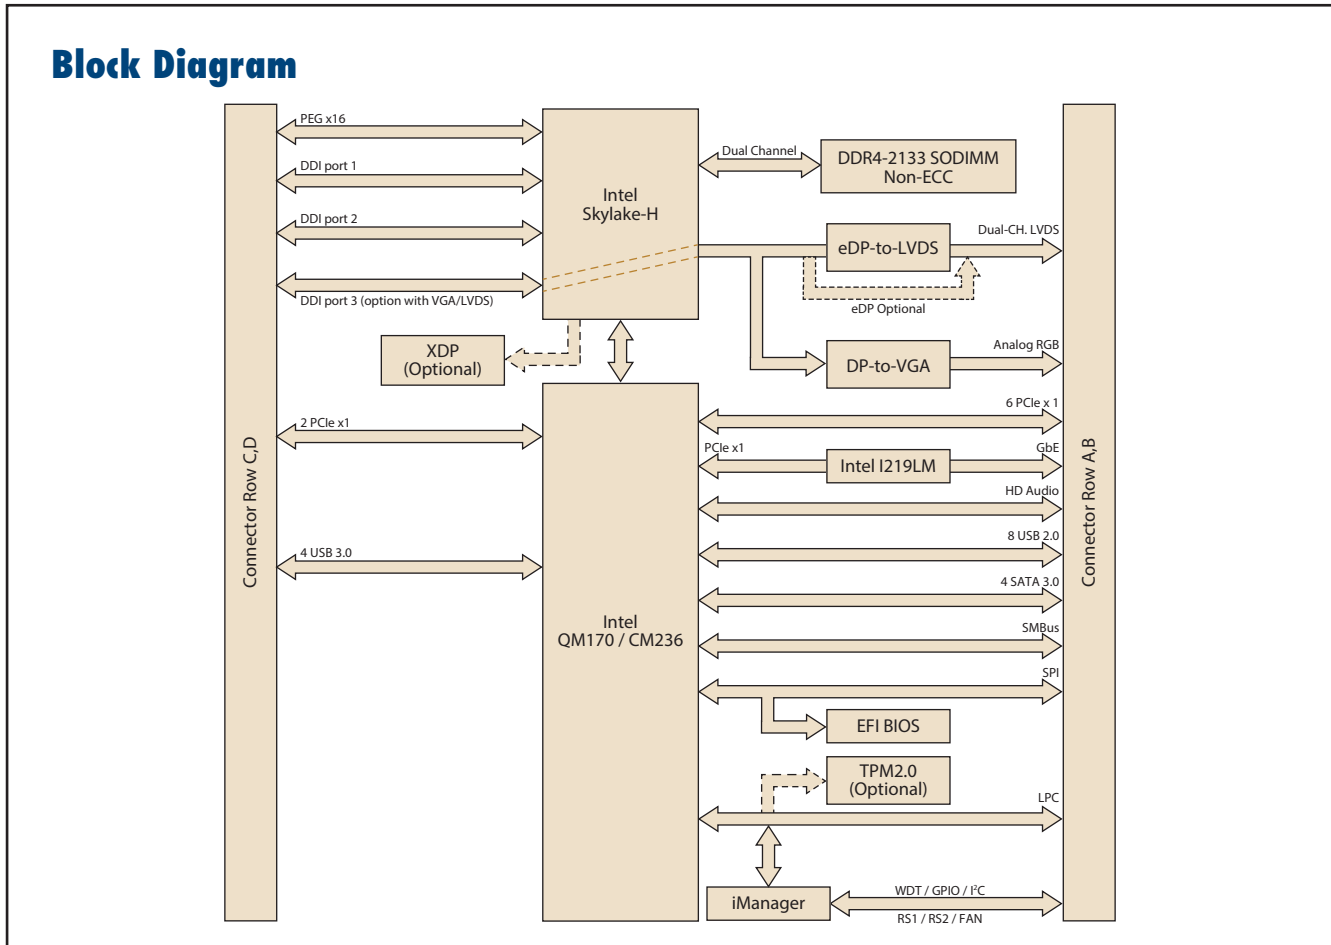 Block Diagram
PEG x16
DDI port 1
DDI port 2
DDI port 3 (option with VGA/LVDS)
Intel
Skylake-H
Dual Channel
DDR4-2133 SODIMM
Non-ECC
Dual-CH. LVDS
eDP-to-LVDS
eDP Optional
XDP
(Optional)
Analog RGB
DP-to-VGA
Connector Row C,D
Connector Row A,B
2 PCIe x1
6 PCIe x 1
PCIe x1
Intel I219LM
GbE
HD Audio
8 USB 2.0
4 USB 3.0
4 SATA 3.0
Intel
QM170 / CM236
SMBus
SPI
EFI BIOS
TPM2.0
(Optional)
LPC
iManager
WDT / GPIO / I²C
RS1 / RS2 / FAN